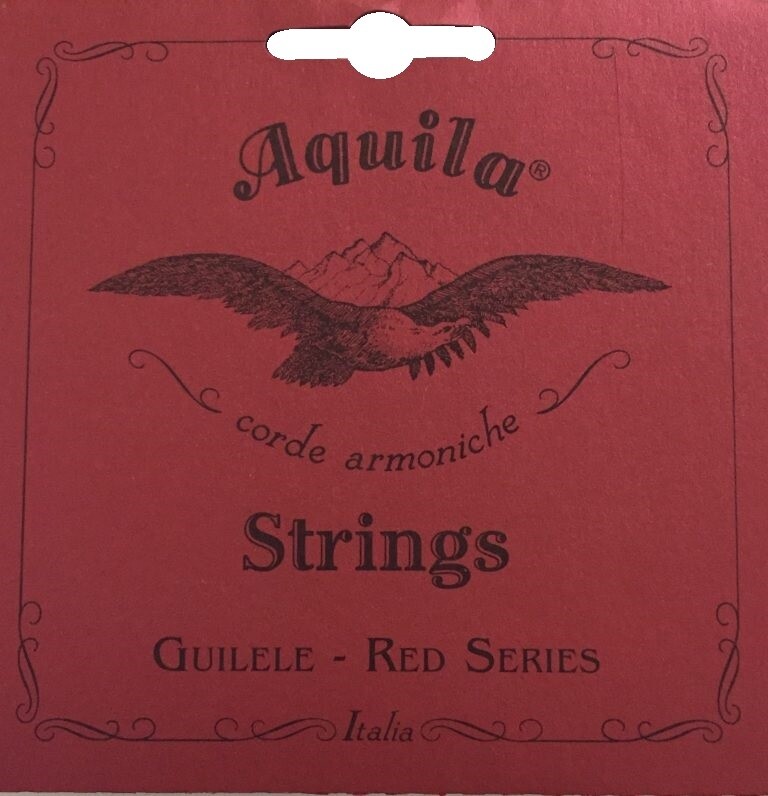 Aquila®
corde armoniche
Strings
GUILELE - RED SERIES
Italia